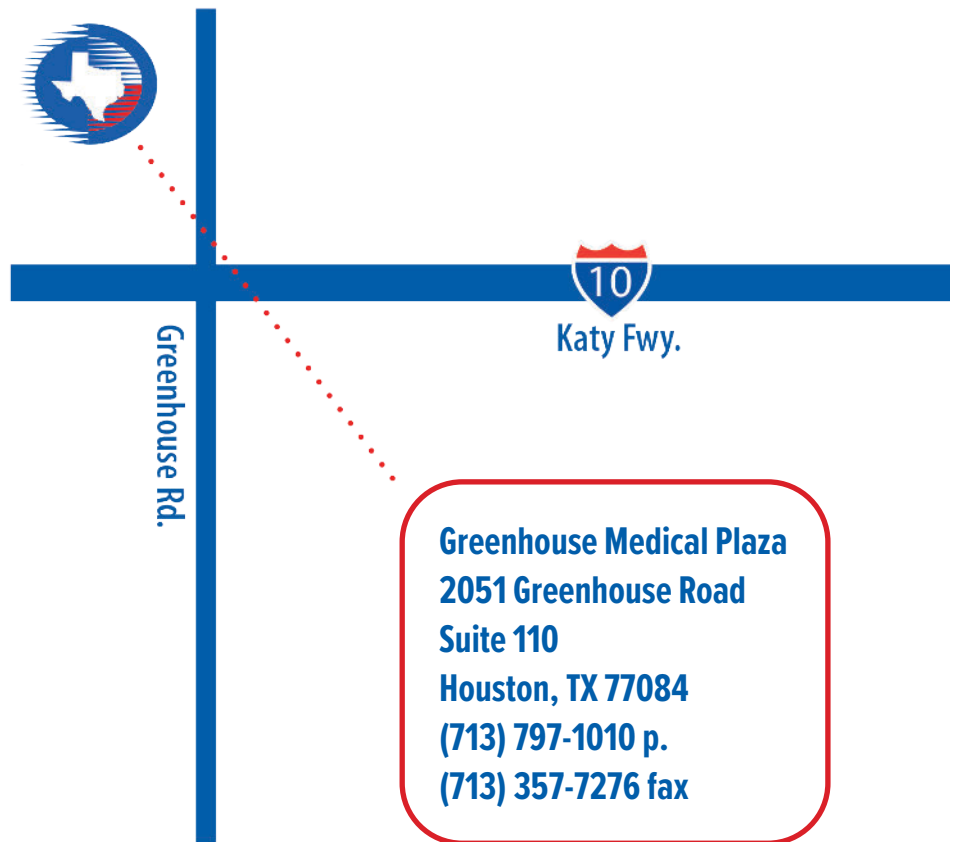 10
Katy Fwy.
Greenhouse Rd.
Greenhouse Medical Plaza
2051 Greenhouse Road
Suite 110
Houston, TX 77084
(713) 797-1010 p.
(713) 357-7276 fax